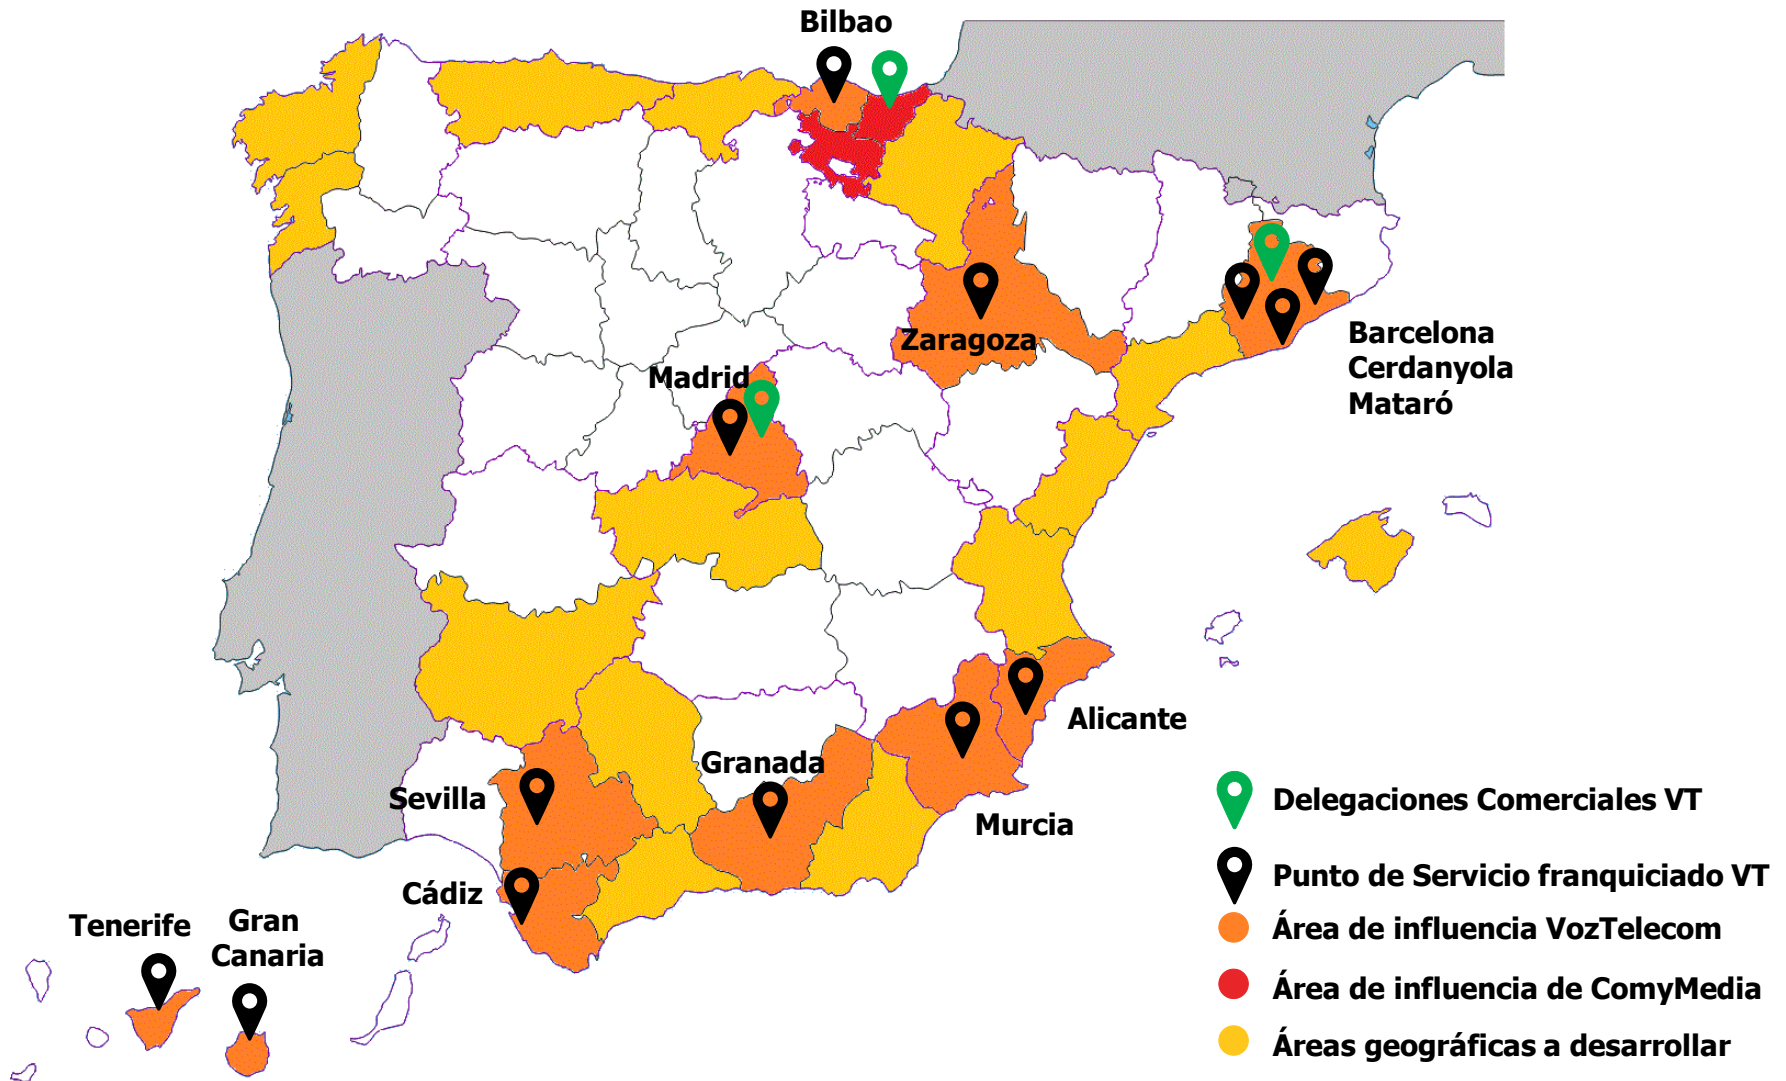 Bilbao
Zaragoza
Madrid
Barcelona
Cerdanyola
Mataró
Alicante
Granada
Sevilla
Murcia
Cádiz
Tenerife
Gran
Canaria
Delegaciones Comerciales VT
Punto de Servicio franquiciado VT
Área de influencia VozTelecom
Área de influencia de ComyMedia
Áreas geográficas a desarrollar